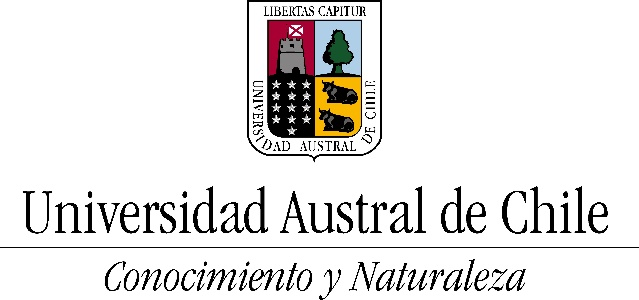 LIBERTAS CAPITUR
UNIVERSIDAD AUSTRAL DE CHILE
Universidad Austral de Chile
Conocimiento y Naturaleza